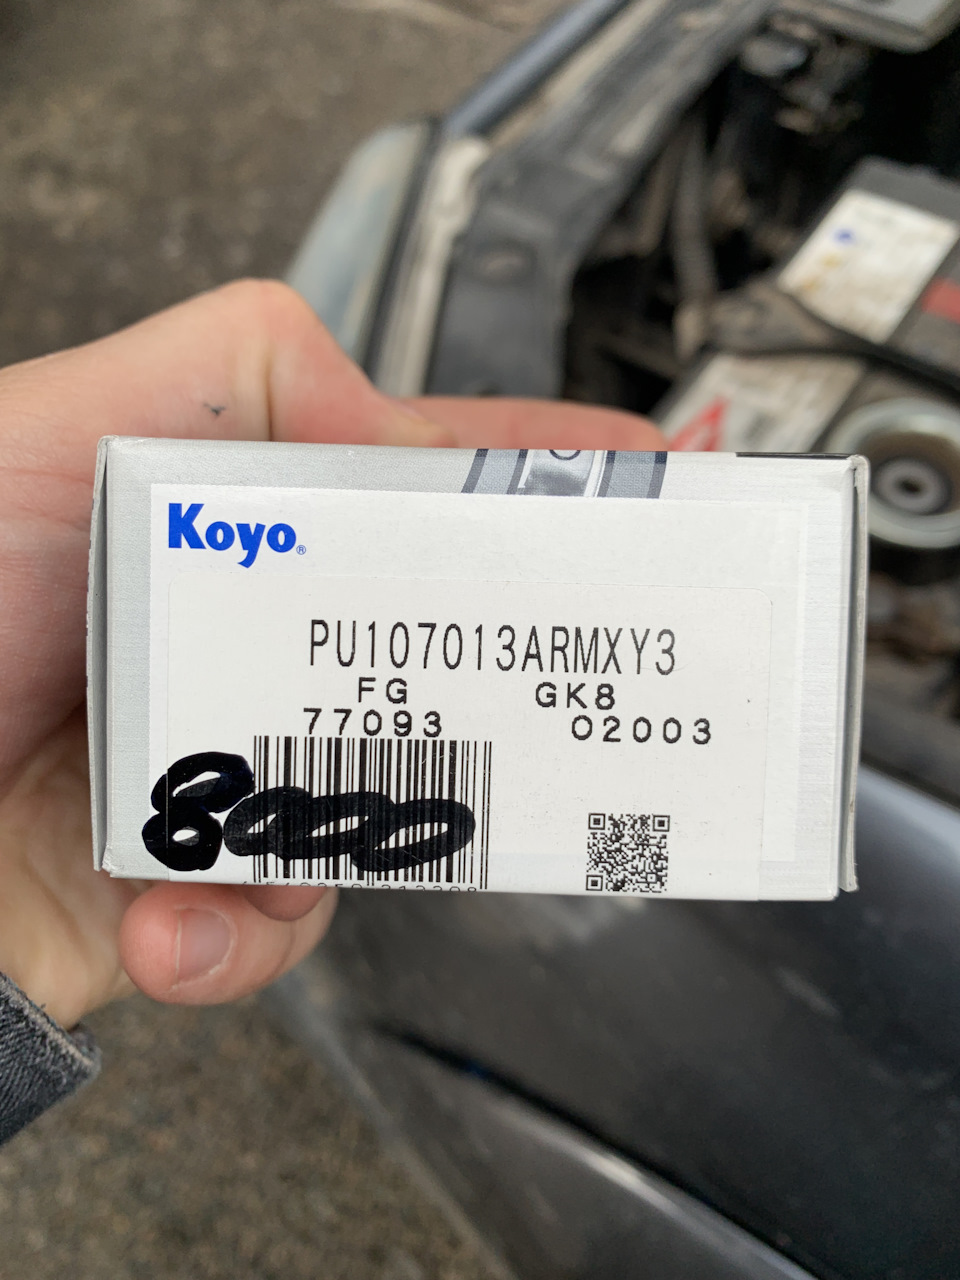 Koyo®
PU107013ARMXY3
FG GK8
77093 02003
8000